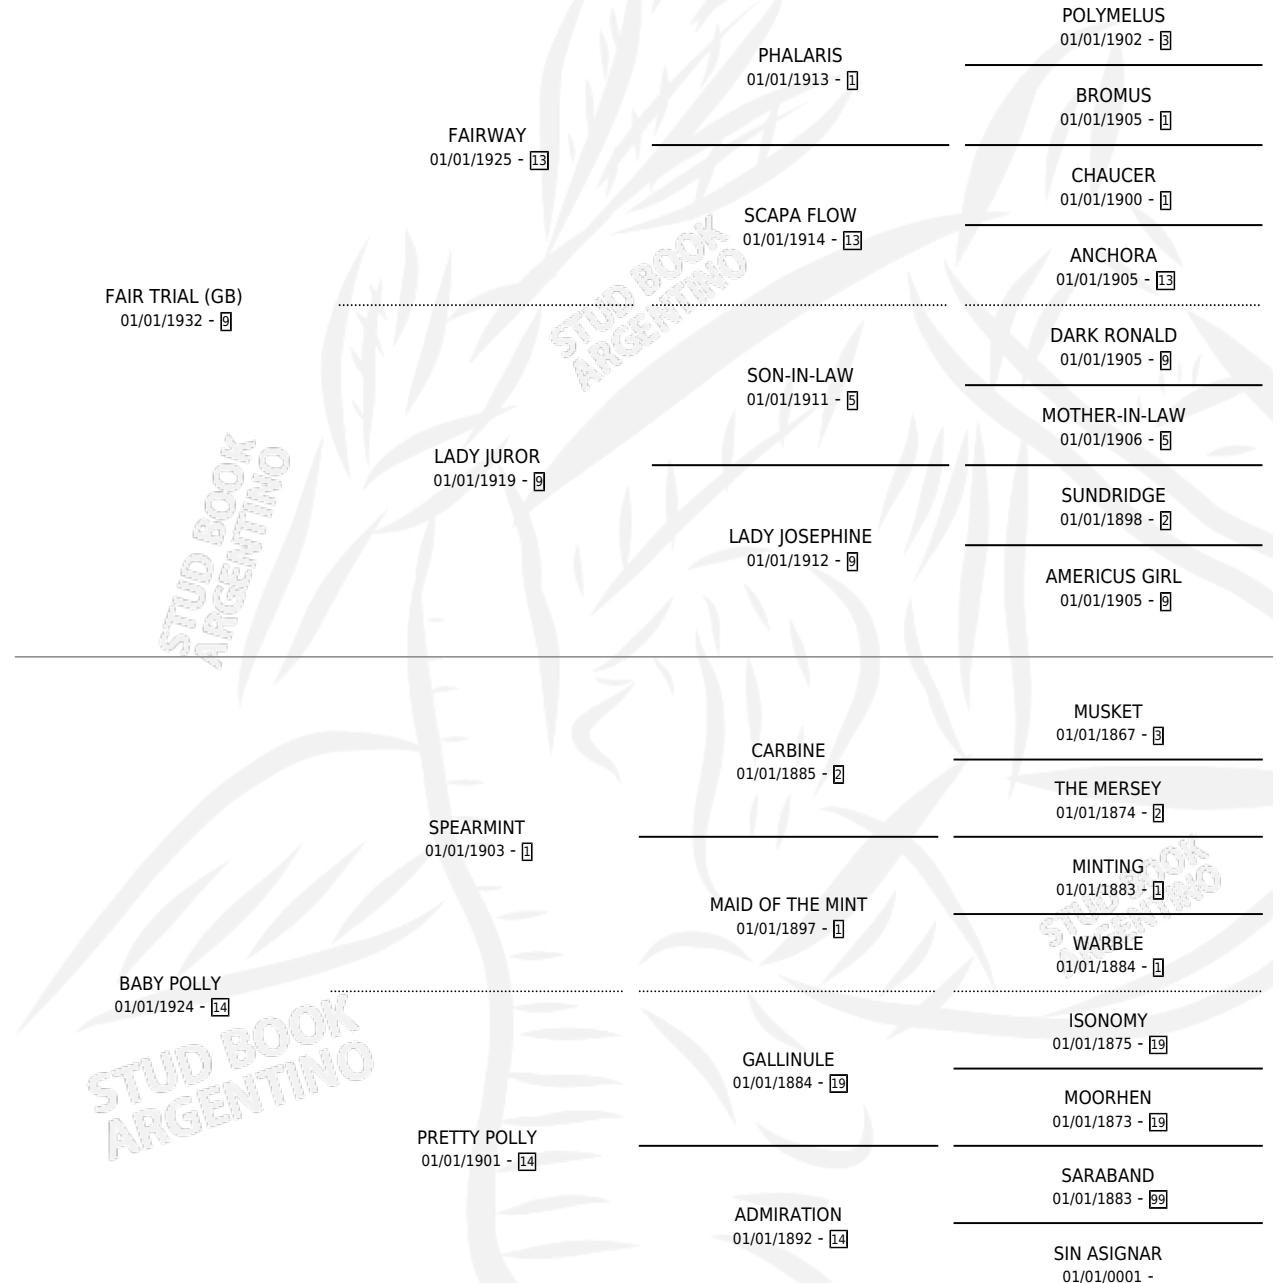 POLYMELUS
01/01/1902 - 3
PHALARIS
01/01/1913 - 1
BROMUS
01/01/1905 - 1
FAIRWAY
01/01/1925 - 13
CHAUCER
01/01/1900 - 1
SCAPA FLOW
01/01/1914 - 13
ANCHORA
01/01/1905 - 13
STUD BOOK
ARGENTINO
FAIR TRIAL (GB)
01/01/1932 - 9
DARK RONALD
01/01/1905 - 9
SON-IN-LAW
01/01/1911 - 5
MOTHER-IN-LAW
01/01/1906 - 5
LADY JUROR
01/01/1919 - 9
SUNDRIDGE
01/01/1898 - 2
LADY JOSEPHINE
01/01/1912 - 9
AMERICUS GIRL
01/01/1905 - 9
STUD BOOK
ARGENTINO
MUSKET
01/01/1867 - 3
CARBINE
01/01/1885 - 2
THE MERSEY
01/01/1874 - 2
SPEARMINT
01/01/1903 - 1
MINTING
01/01/1883 - 1
MAID OF THE MINT
01/01/1897 - 1
WARBLE
01/01/1884 - 1
STUD BOOK
ARGENTINO
BABY POLLY
01/01/1924 - 14
ISONOMY
01/01/1875 - 19
GALLINULE
01/01/1884 - 19
MOORHEN
01/01/1873 - 19
STUD BOOK
ARGENTINO
PRETTY POLLY
01/01/1901 - 14
SARABAND
01/01/1883 - 99
ADMIRATION
01/01/1892 - 14
SIN ASIGNAR
01/01/0001 -